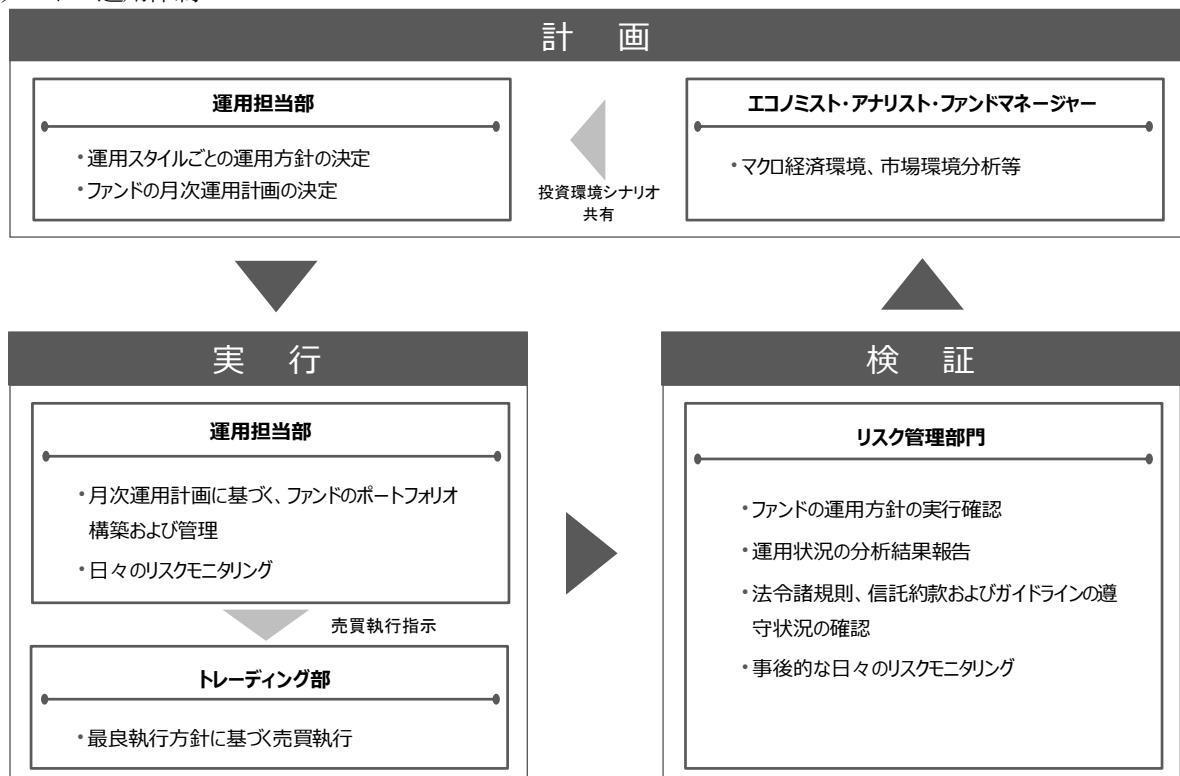 計 画
運用担当部
・運用スタイルごとの運用方針の決定
・ファンドの月次運用計画の決定
投資環境シナリオ
共有
エコノミスト・アナリスト・ファンドマネージャー
・マクロ経済環境、市場環境分析等
実 行
運用担当部
・月次運用計画に基づく、ファンドのポートフォリオ
構築および管理
・日々のリスクモニタリング
売買執行指示
トレーディング部
・最良執行方針に基づく売買執行
検 証
リスク管理部門
・ファンドの運用方針の実行確認
・運用状況の分析結果報告
・法令諸規則、信託約款およびガイドラインの遵
守状況の確認
・事後的な日々のリスクモニタリング